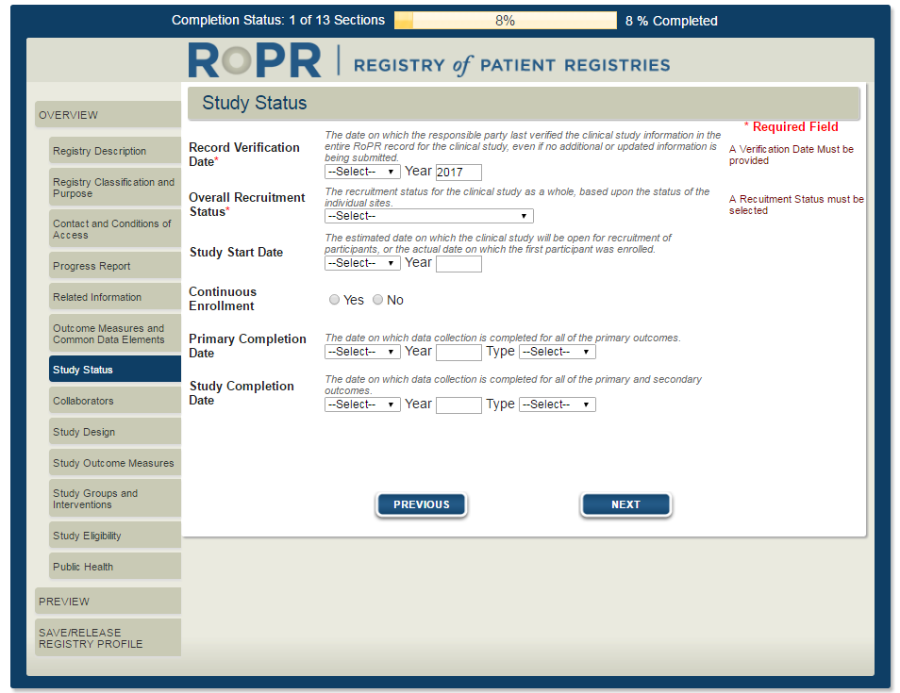 Completion Status: 1 of 13 Sections 8% 8 % Completed
ROPR | REGISTRY of PATIENT REGISTRIES
OVERVIEW
Registry Description
Registry Classification and
Purpose
Contact and Conditions of
Access
Progress Report
Related Information
Outcome Measures and
Common Data Elements
Study Status
Collaborators
Study Design
Study Outcome Measures
Study Groups and
Interventions
Study Eligibility
Public Health
PREVIEW
SAVE/RELEASE
REGISTRY PROFILE
Study Status
* Required Field
Record Verification
Date*
The date on which the responsible party last verified the clinical study information in the
entire RoPR record for the clinical study, even if no additional or updated information is
being submitted.
--Select-- Year 2017
A Verification Date Must be
provided
Overall Recruitment
Status*
The recruitment status for the clinical study as a whole, based upon the status of the
individual sites.
--Select--
A Recuitment Status must be
selected
Study Start Date
The estimated date on which the clinical study will be open for recruitment of
participants, or the actual date on which the first participant was enrolled.
--Select-- Year
Continuous
Enrollment
Yes No
Primary Completion
Date
The date on which data collection is completed for all of the primary outcomes.
--Select-- Year Type --Select--
Study Completion
Date
The date on which data collection is completed for all of the primary and secondary
outcomes.
--Select-- Year Type --Select--
PREVIOUS NEXT